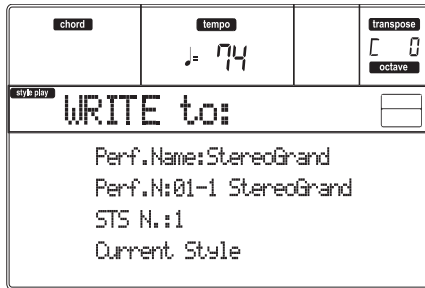 chord
tempo
transpose
♩= 74
C 0
octave
style play
WRITE to:
Perf.Name:StereoGrand
Perf.N:01-1 StereoGrand
STS N.:1
Current Style